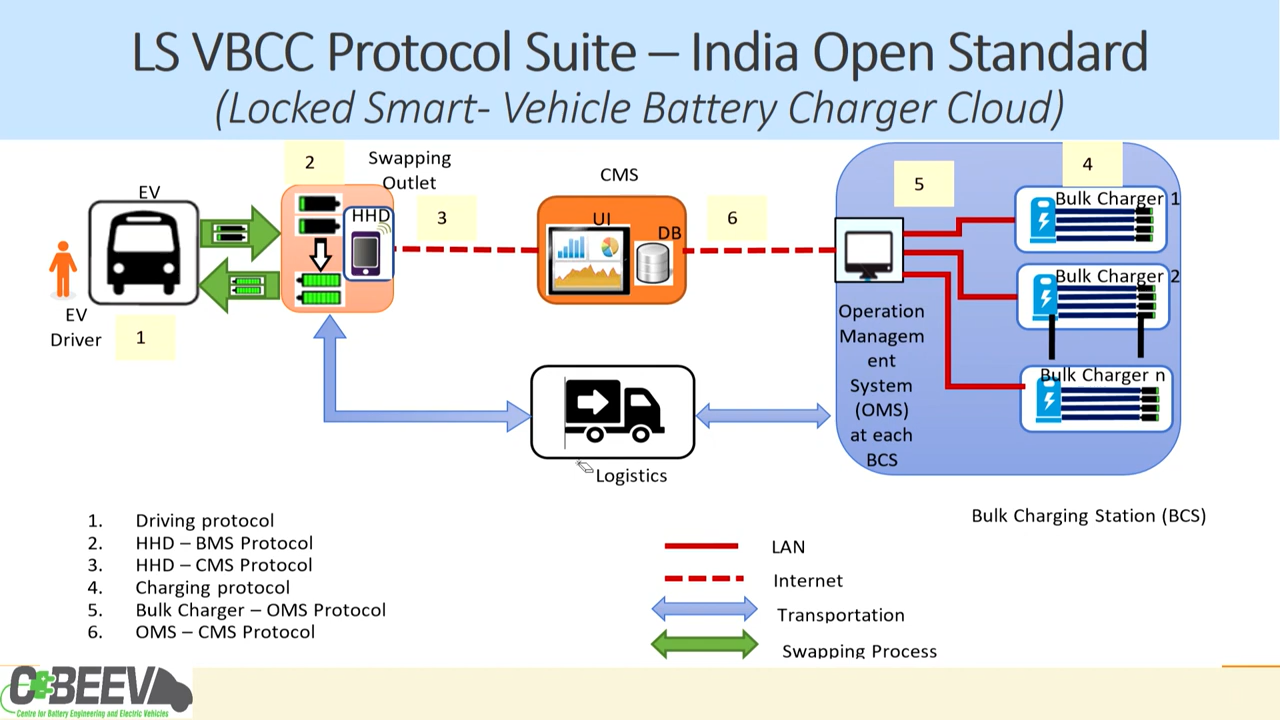 LS VBCC Protocol Suite – India Open Standard
(Locked Smart- Vehicle Battery Charger Cloud)
EV
EV
Driver
1
2
Swapping
Outlet
HHD
3
CMS
UI
DB
6
5
4
Bulk Charger 1
Bulk Charger 2
Bulk Charger n
Operation
Managem
ent
System
(OMS)
at each
BCS
Logistics
Bulk Charging Station (BCS)
1. Driving protocol
2. HHD – BMS Protocol
3. HHD – CMS Protocol
4. Charging protocol
5. Bulk Charger – OMS Protocol
6. OMS – CMS Protocol
LAN
Internet
Transportation
Swapping Process
C BEEV
Centre for Battery Engineering and Electric Vehicles